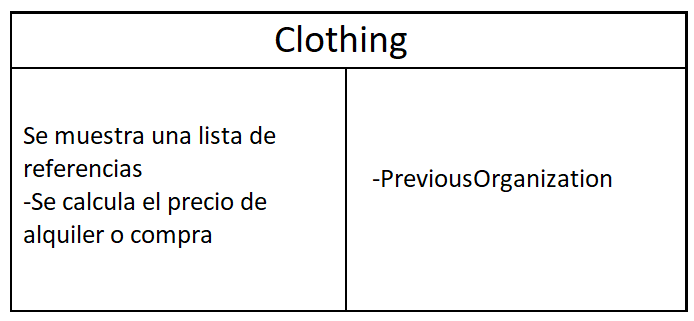 Clothing
Se muestra una lista de
referencias
-Se calcula el precio de
alquiler o compra
-PreviousOrganization